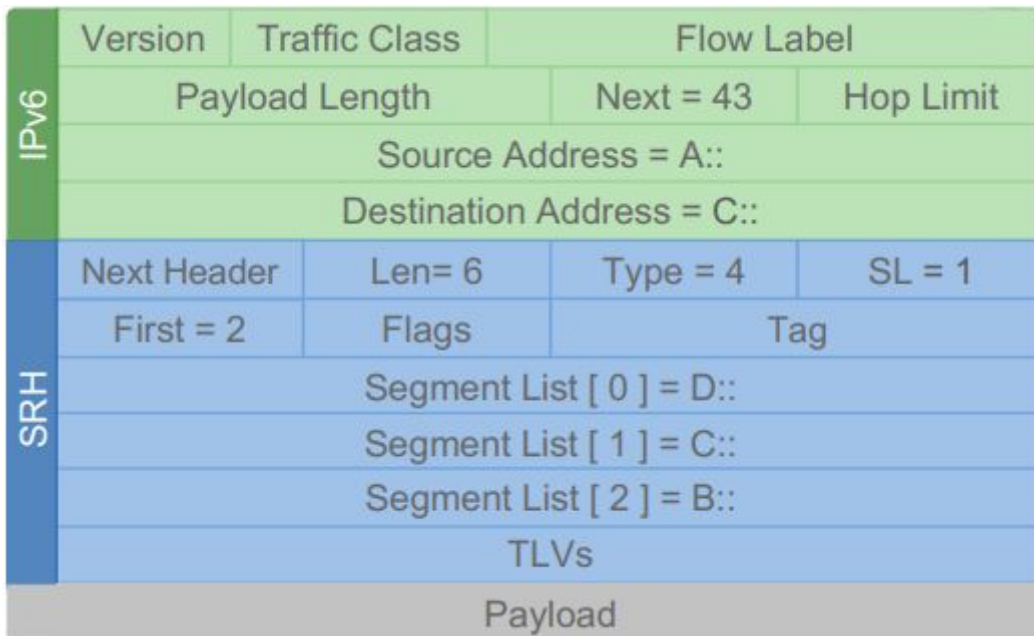 IPv6
Version Traffic Class Flow Label
Payload Length Next = 43 Hop Limit
Source Address = A::
Destination Address = C::
SRH
Next Header Len= 6 Type = 4 SL = 1
First = 2 Flags Tag
Segment List [ 0 ] = D::
Segment List [ 1 ] = C::
Segment List [ 2 ] = B::
TLVs
Payload